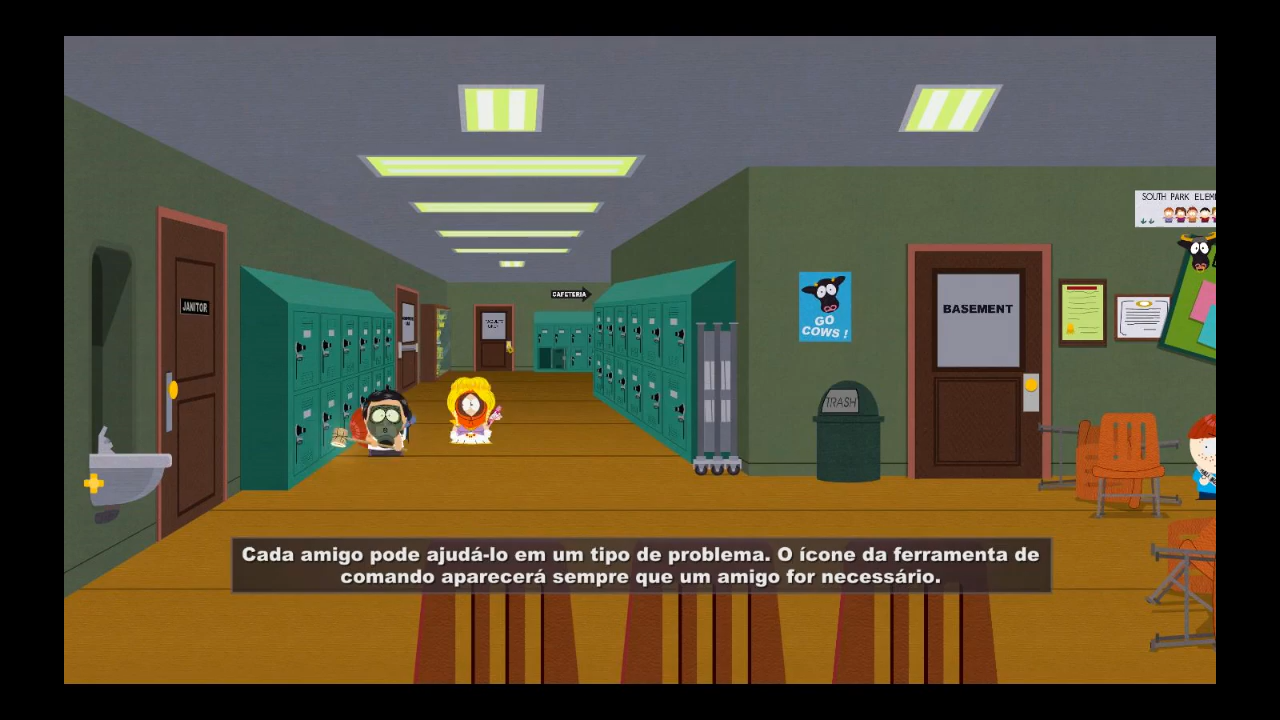 SOUTH PARK ELEM
JANITOR
CAFETERIA
GO
COWS !
BASEMENT
TRASH
Cada amigo pode ajudá-lo em um tipo de problema. O ícone da ferramenta de
comando aparecerá sempre que um amigo for necessário.